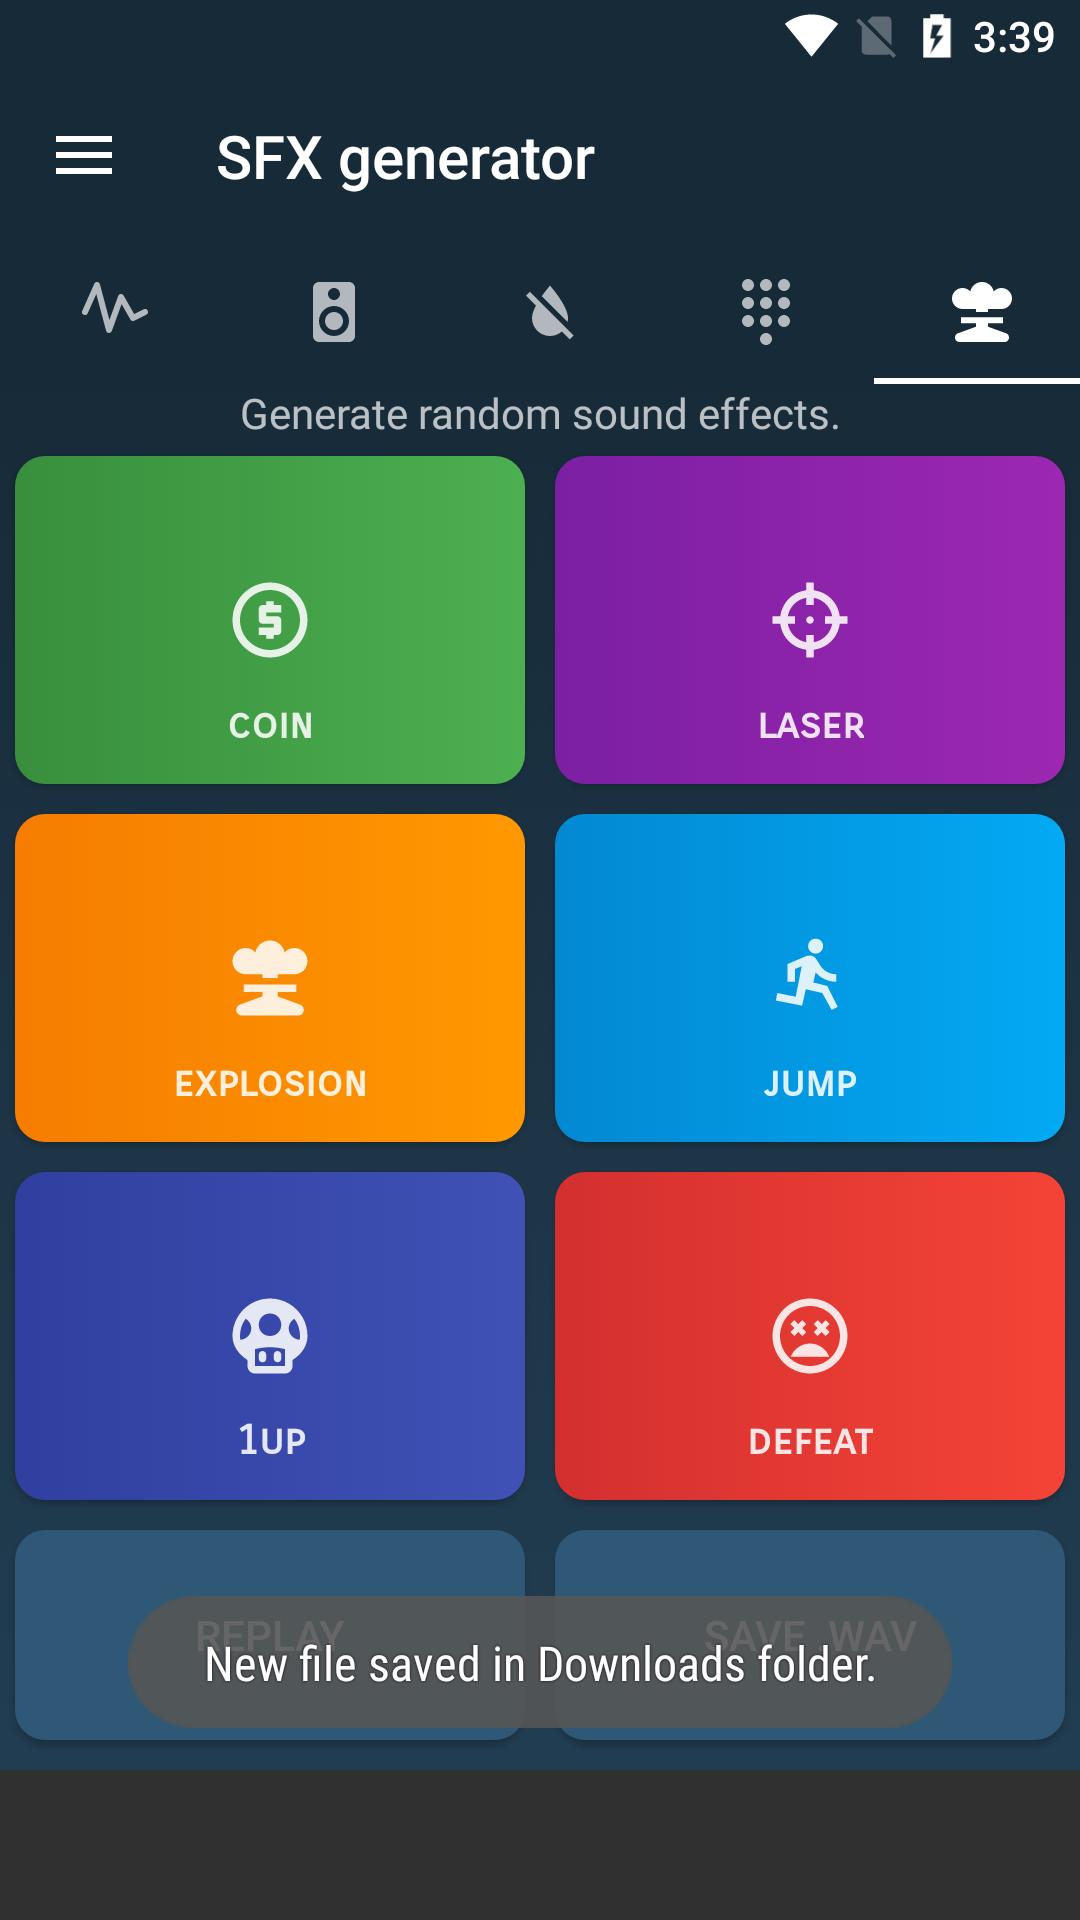 3:39
SFX generator
Generate random sound effects.
COIN
LASER
EXPLOSION
JUMP
1UP
DEFEAT
REPLAY
SAVE .WAV
New file saved in Downloads folder.